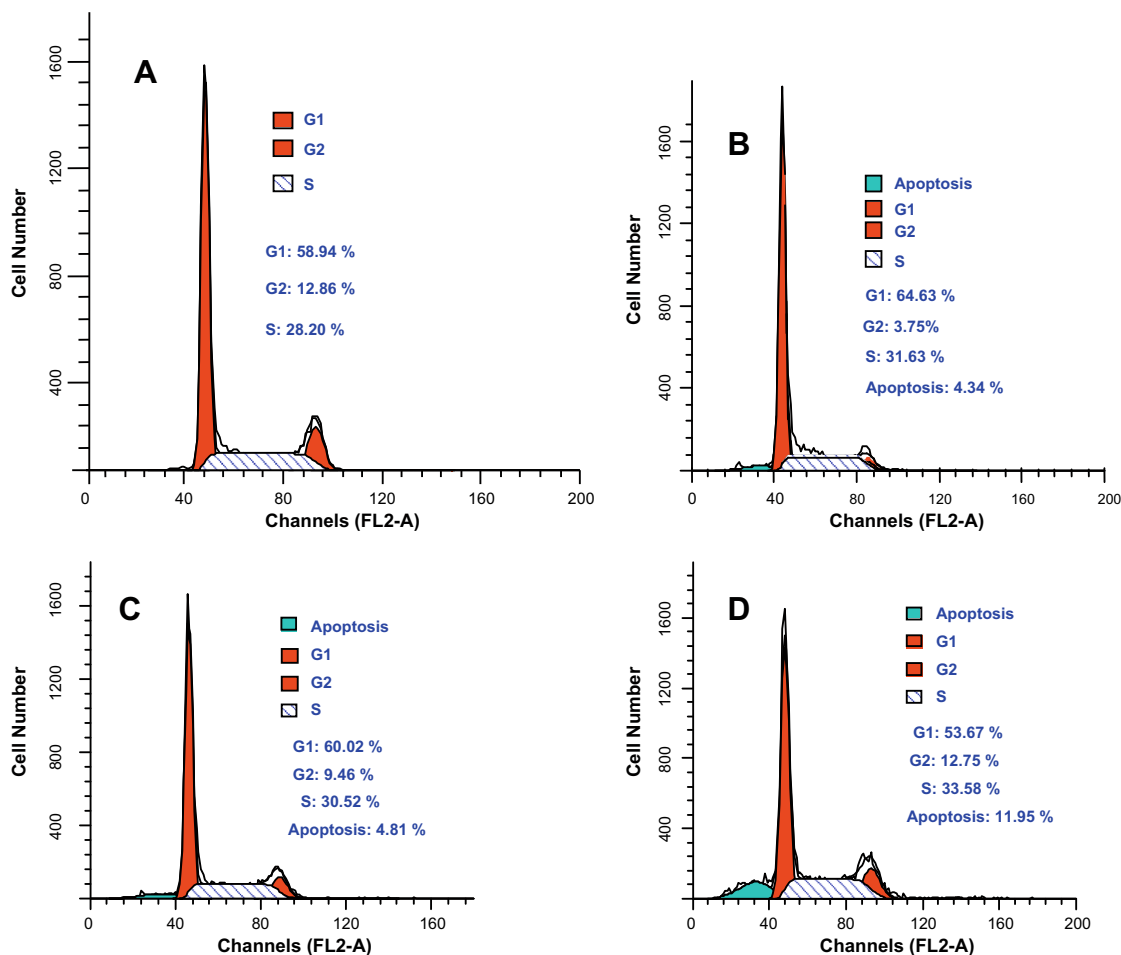 A
1600
1200
800
400
Cell Number
G1
G2
S
G1: 58.94 %
G2: 12.86 %
S: 28.20 %
0 40 80 120 160 200
Channels (FL2-A)
B
1600
1200
800
400
Cell Number
Apoptosis
G1
G2
S
G1: 64.63 %
G2: 3.75%
S: 31.63 %
Apoptosis: 4.34 %
0 40 80 120 160 200
Channels (FL2-A)
C
1600
1200
800
400
Cell Number
Apoptosis
G1
G2
S
G1: 60.02 %
G2: 9.46 %
S: 30.52 %
Apoptosis: 4.81 %
0 40 80 120 160
Channels (FL2-A)
D
1600
1200
800
400
Cell Number
Apoptosis
G1
G2
S
G1: 53.67 %
G2: 12.75 %
S: 33.58 %
Apoptosis: 11.95 %
0 40 80 120 160 200
Channels (FL2-A)